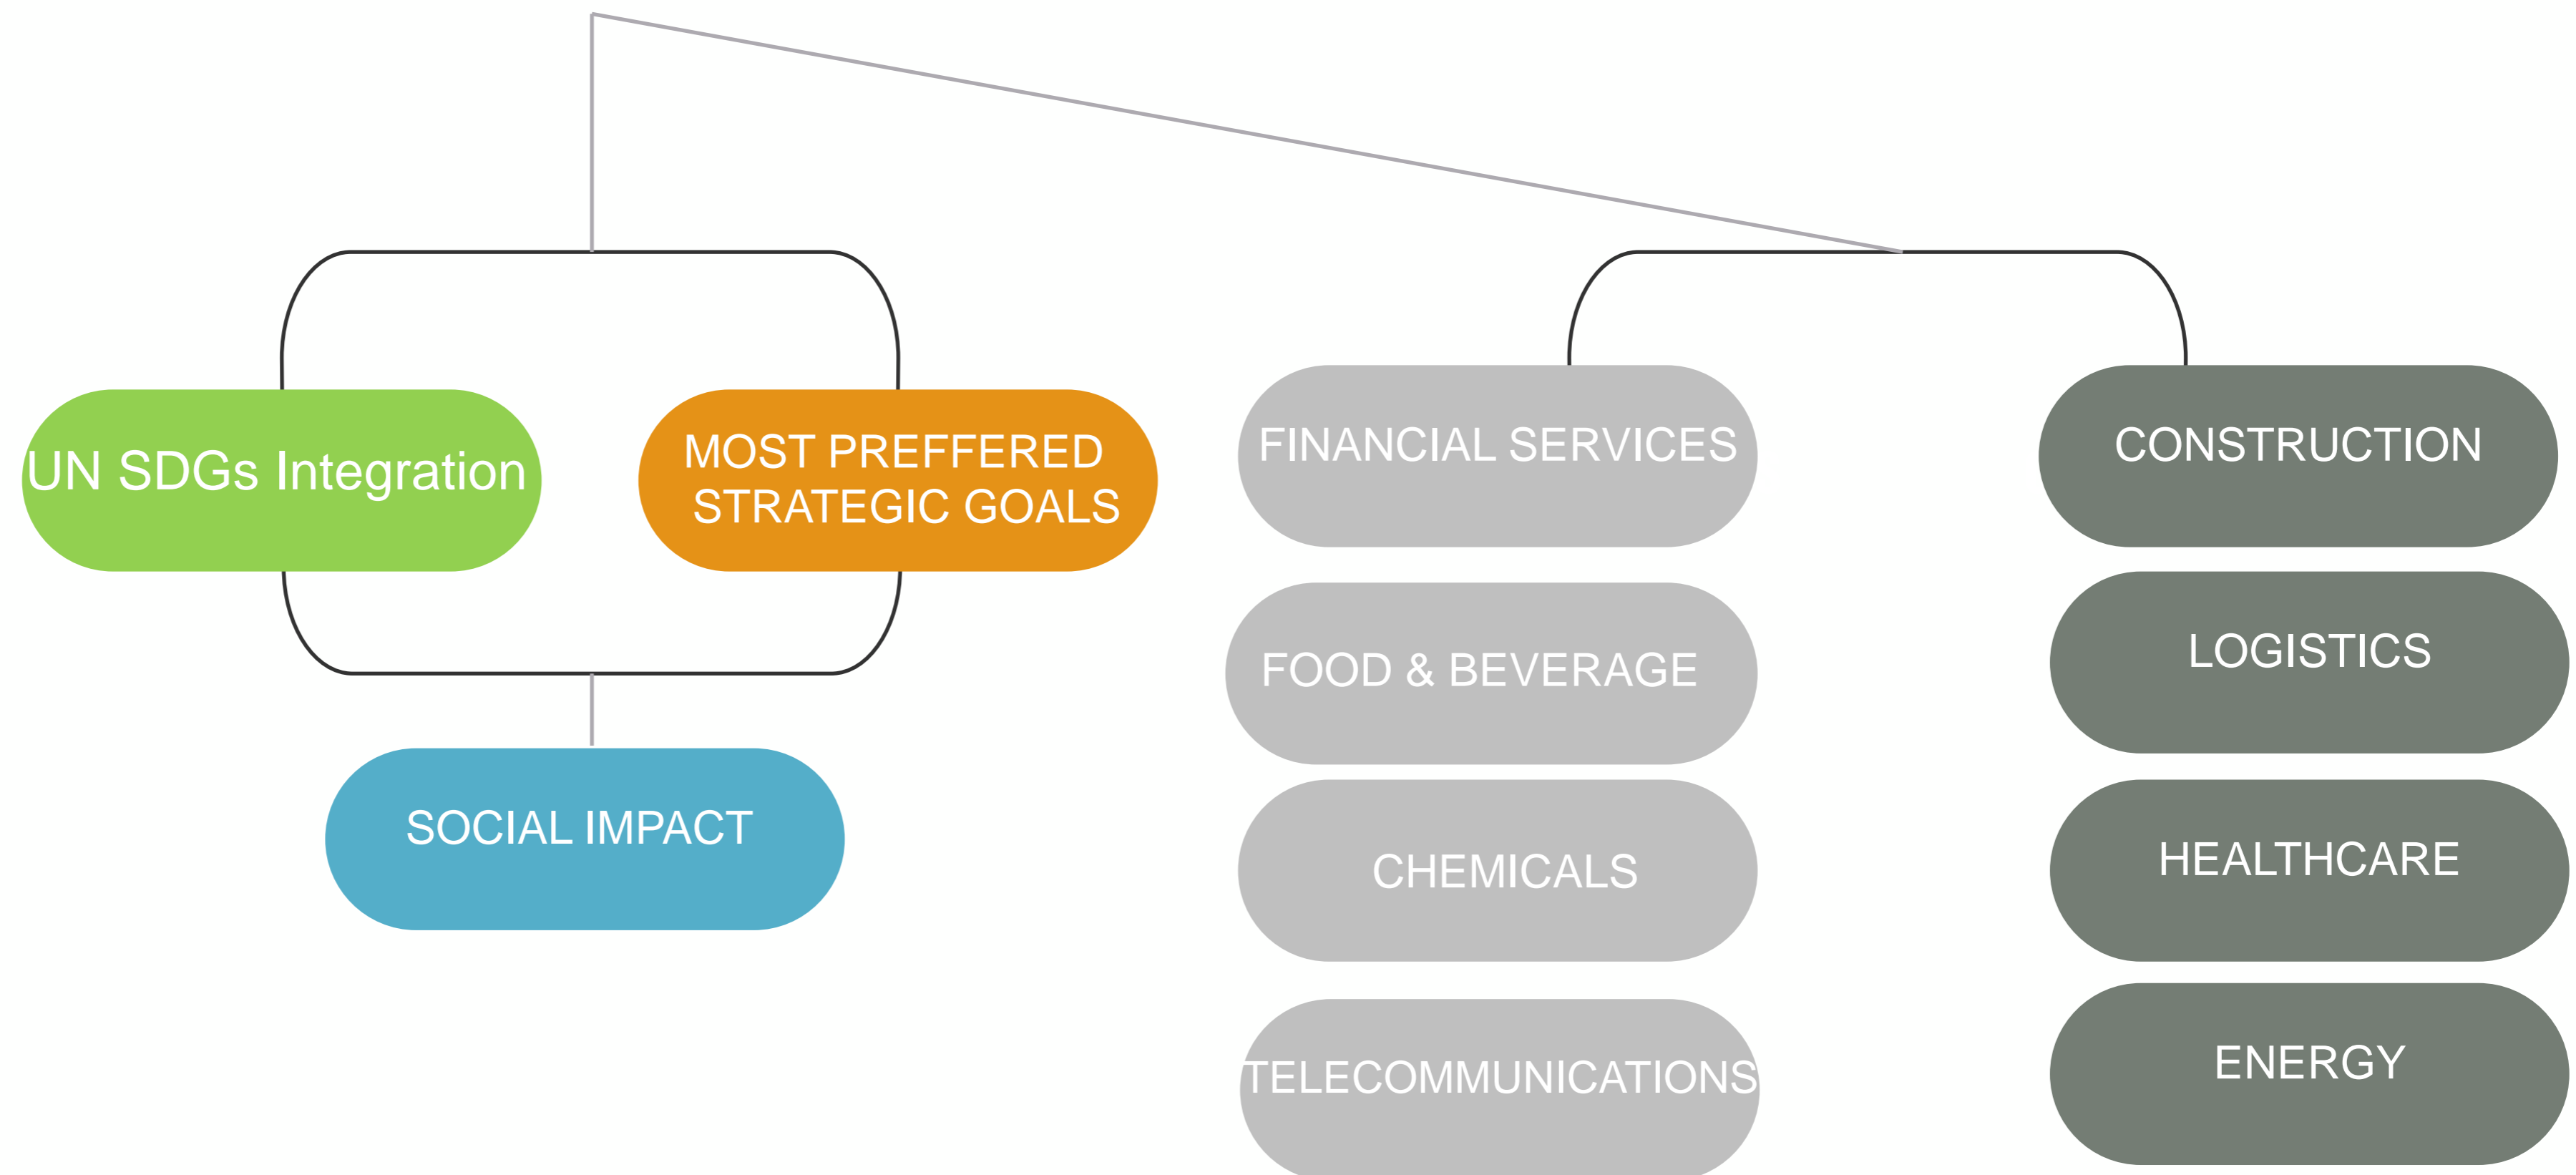 UN SDGs Integration
MOST PREFFERED
STRATEGIC GOALS
SOCIAL IMPACT
FINANCIAL SERVICES
FOOD & BEVERAGE
CHEMICALS
TELECOMMUNICATIONS
CONSTRUCTION
LOGISTICS
HEALTHCARE
ENERGY